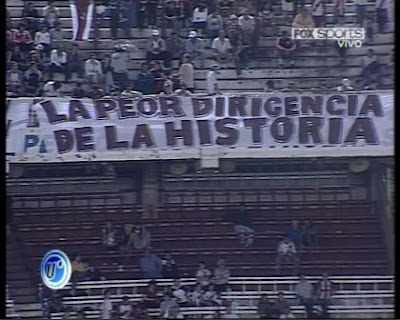 FOX SPORTS
VIVO
LA PEOR DIRIGENCIA
P DE LA HISTORIA
U°